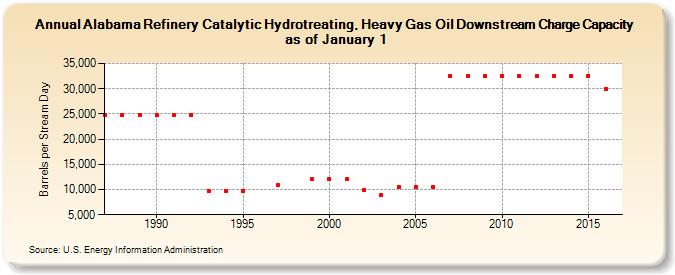 Annual Alabama Refinery Catalytic Hydrotreating, Heavy Gas Oil Downstream Charge Capacity
as of January 1
Barrels per Stream Day
35,000
30,000
25,000
20,000
15,000
10,000
5,000
1990 1995 2000 2005 2010 2015
Source: U.S. Energy Information Administration